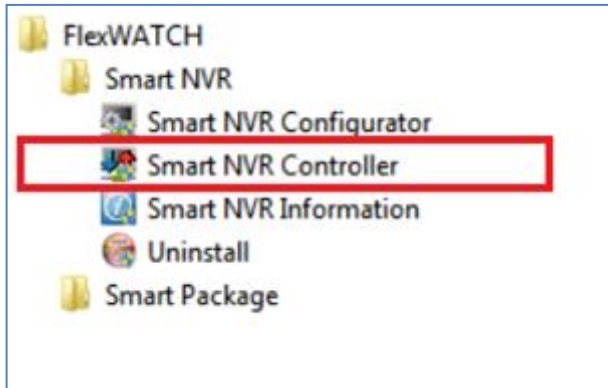 FlexWATCH
Smart NVR
Smart NVR Configurator
Smart NVR Controller
Smart NVR Information
Uninstall
Smart Package